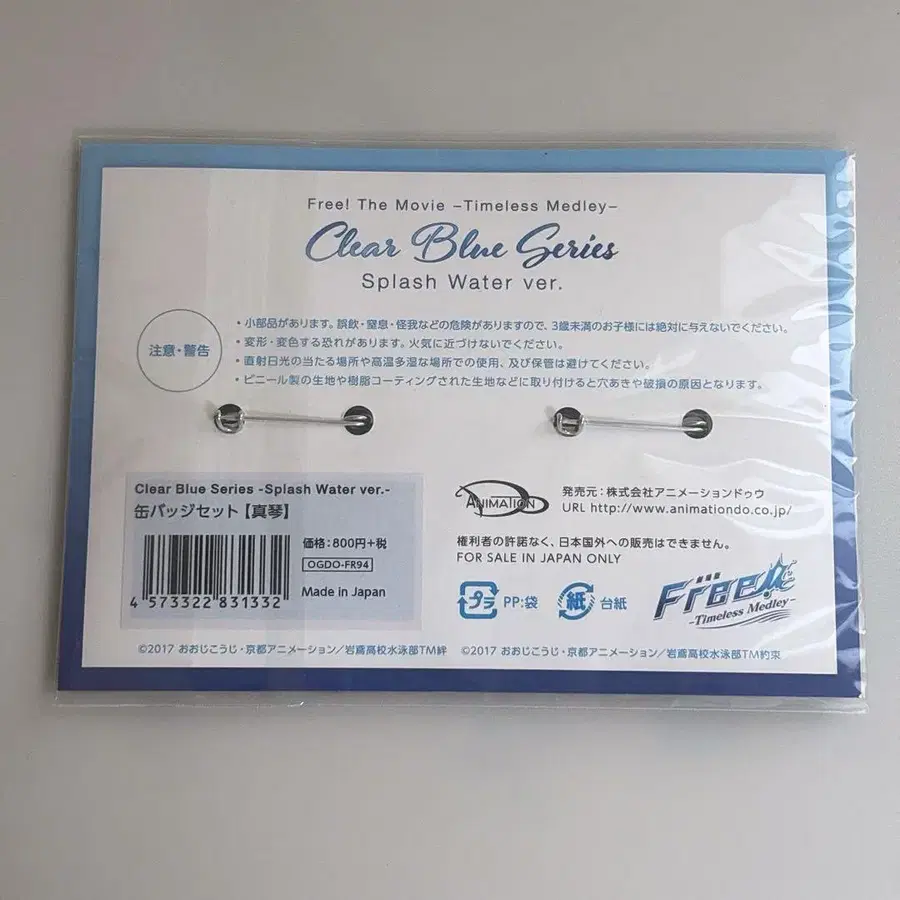 Free! The Movie –Timeless Medley–
Clear Blue Series
Splash Water ver.
注意・警告
・小部品があります。誤飲・窒息・怪我などの危険がありますので、3歳未満のお子様には絶対に与えないでください。
・変形・変色する恐れがあります。火気に近づけないでください。
・直射日光の当たる場所や高温多湿な場所での使用、及び保管は避けてください。
・ビニール製の生地や樹脂コーティングされた生地などに取り付けると穴あきや破損の原因となります。
Clear Blue Series -Splash Water ver.-
缶バッジセット【真琴】
価格:800円+税
OGDO-FR94
Made in Japan
4 573322 831332
ANIMATION
発売元:株式会社アニメーションドゥウ
URL http://www.animationdo.co.jp/
権利者の許諾なく、日本国外への販売はできません。
FOR SALE IN JAPAN ONLY
プラ PP:袋
紙 台紙
Free!
-Timeless Medley-
©2017 おおじこうじ・京都アニメーション/岩鳶高校水泳部TM絆
©2017 おおじこうじ・京都アニメーション/岩鳶高校水泳部TM約束